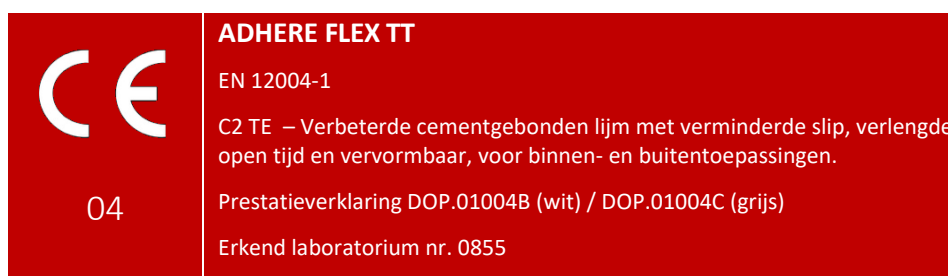 CE
04
ADHERE FLEX TT
EN 12004-1
C2 TE – Verbeterde cementgebonden lijm met verminderde slip, verlengde
open tijd en vervormbaar, voor binnen- en buitentoepassingen.
Prestatieverklaring DOP.01004B (wit) / DOP.01004C (grijs)
Erkend laboratorium nr. 0855